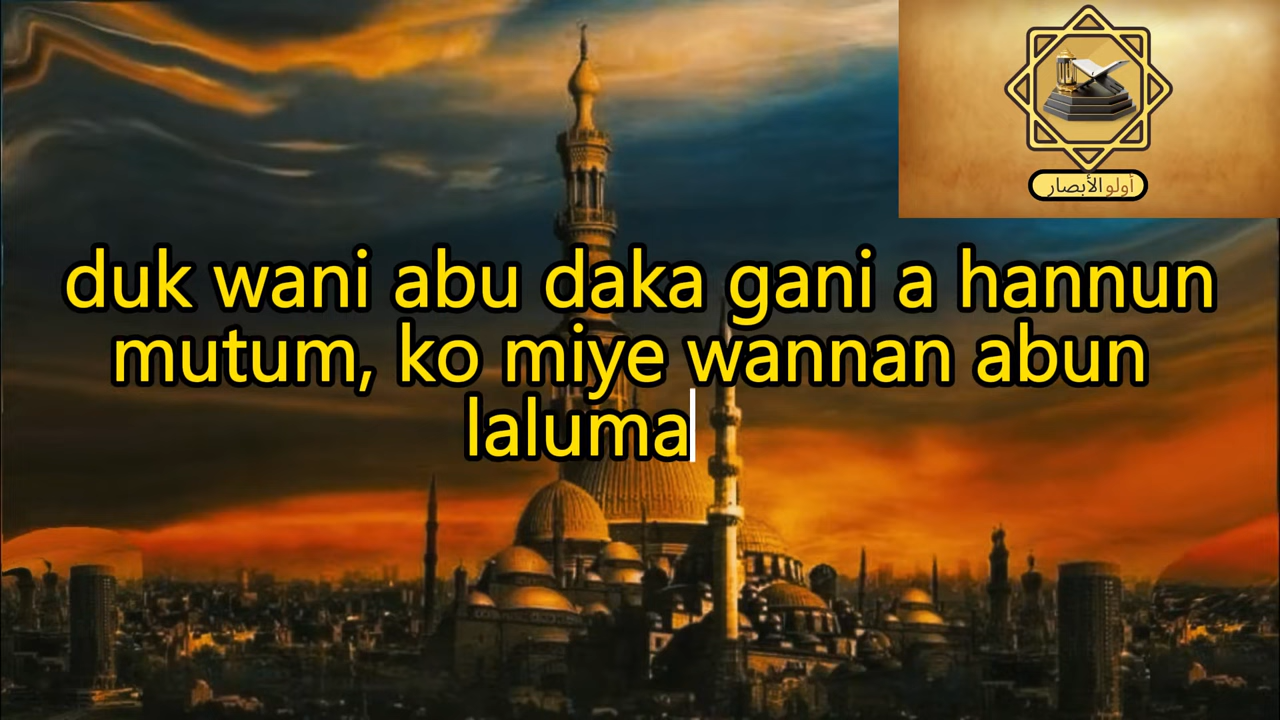 أولو الأبصار
duk wani abu daka gani a hannun
mutum, ko miye wannan abun
laluma